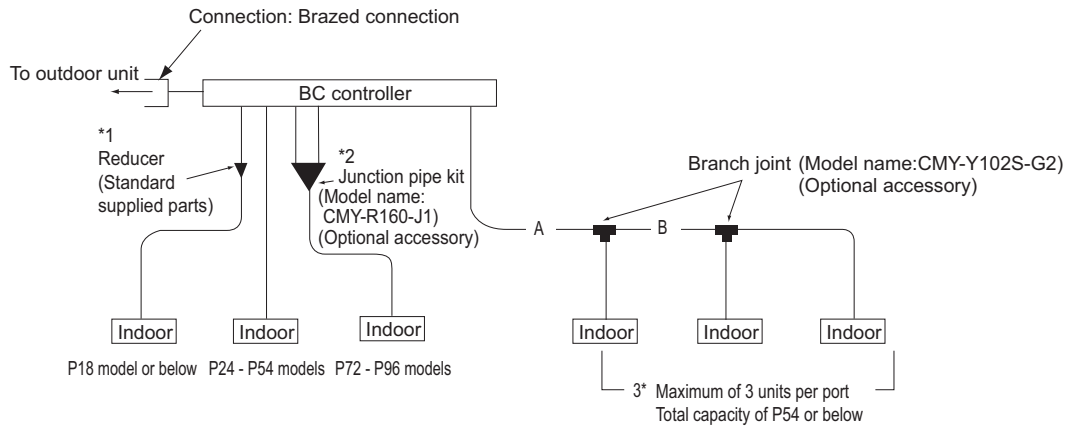 Connection: Brazed connection
To outdoor unit
BC controller
*1
Reducer
(Standard
supplied parts)
*2
Junction pipe kit
(Model name:
CMY-R160-J1)
(Optional accessory)
Branch joint (Model name:CMY-Y102S-G2)
(Optional accessory)
A
B
Indoor
Indoor
Indoor
Indoor
Indoor
Indoor
P18 model or below
P24 - P54 models
P72 - P96 models
3* Maximum of 3 units per port
Total capacity of P54 or below